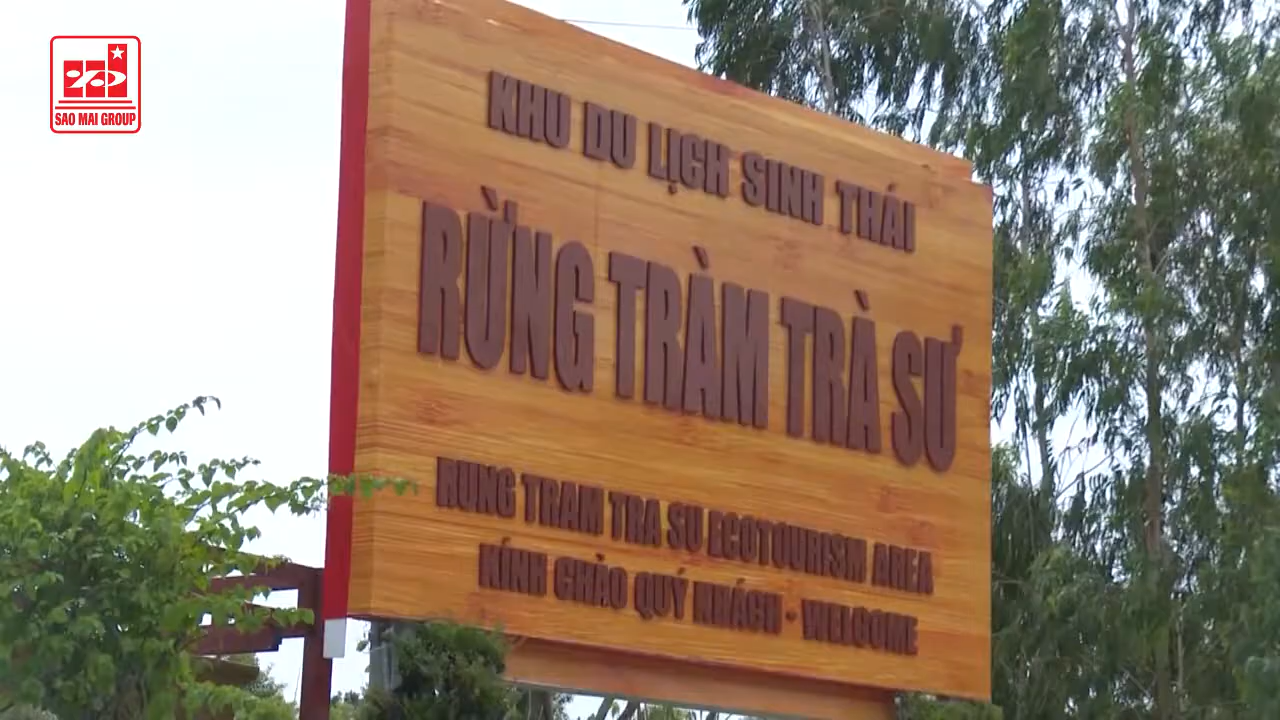 SAO MAI GROUP
KHU DU LỊCH SINH THÁI
RỪNG TRÀM TRÀ SƯ
RUNG TRAM TRA SU ECOTOURISM AREA
KÍNH CHÀO QUÝ KHÁCH - WELCOME